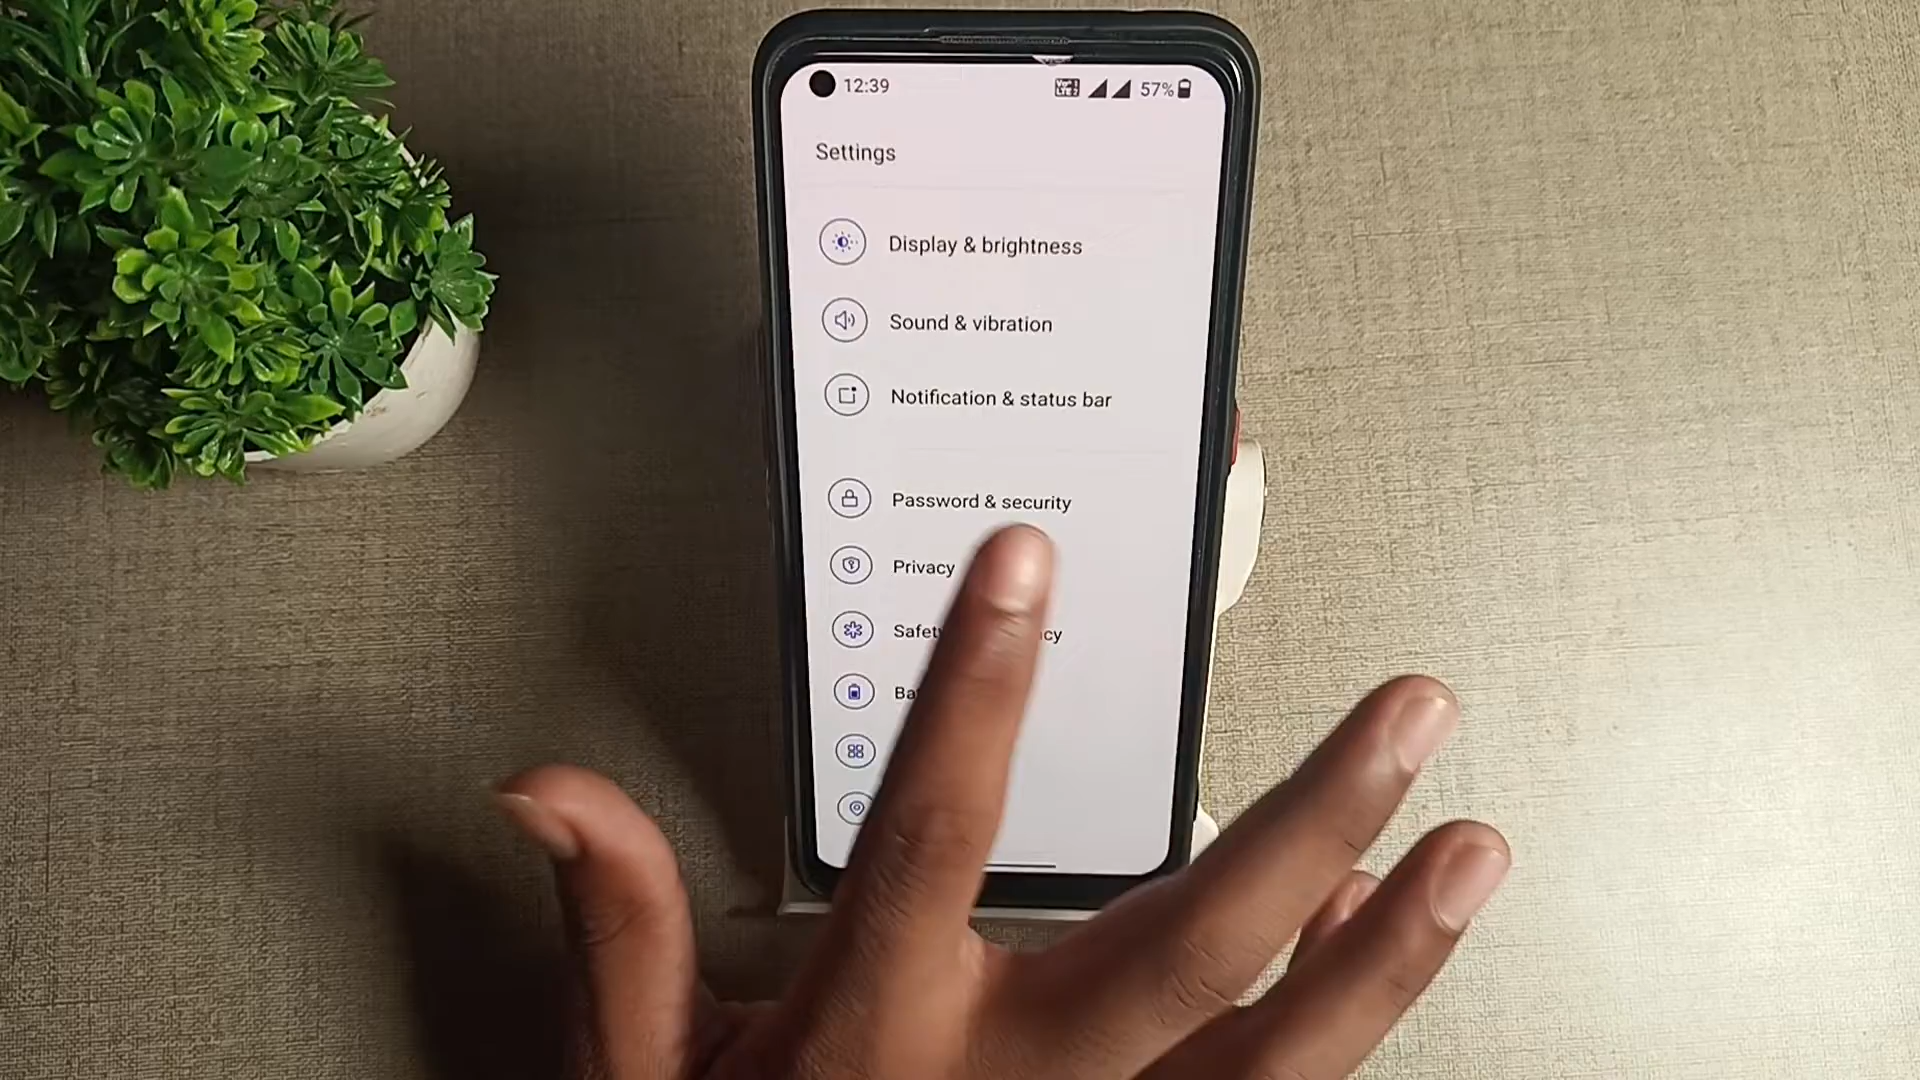 12:39 57%
Settings
Display & brightness
Sound & vibration
Notification & status bar
Password & security
Privacy